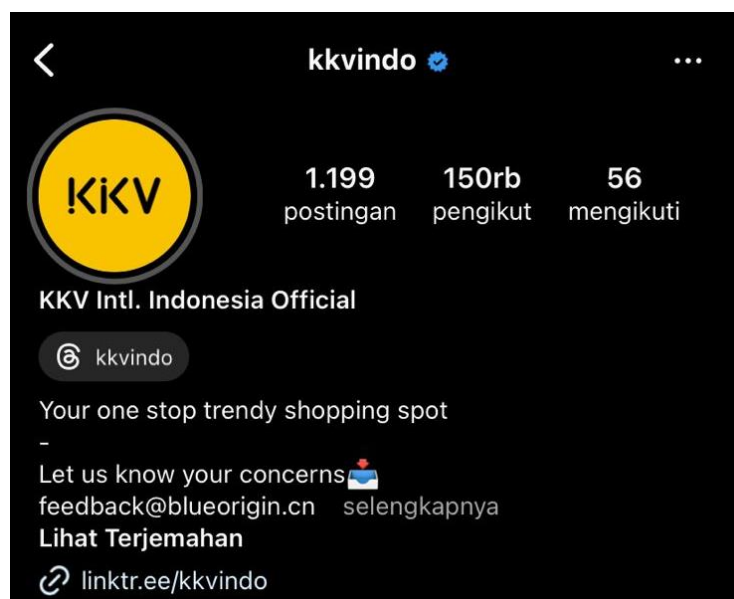 kkvindo
KKV
1.199 150rb 56
postingan pengikut mengikuti
KKV Intl. Indonesia Official
kkvindo
Your one stop trendy shopping spot
-
Let us know your concerns📥
feedback@blueorigin.cn selengkapnya
Lihat Terjemahan
linktr.ee/kkvindo